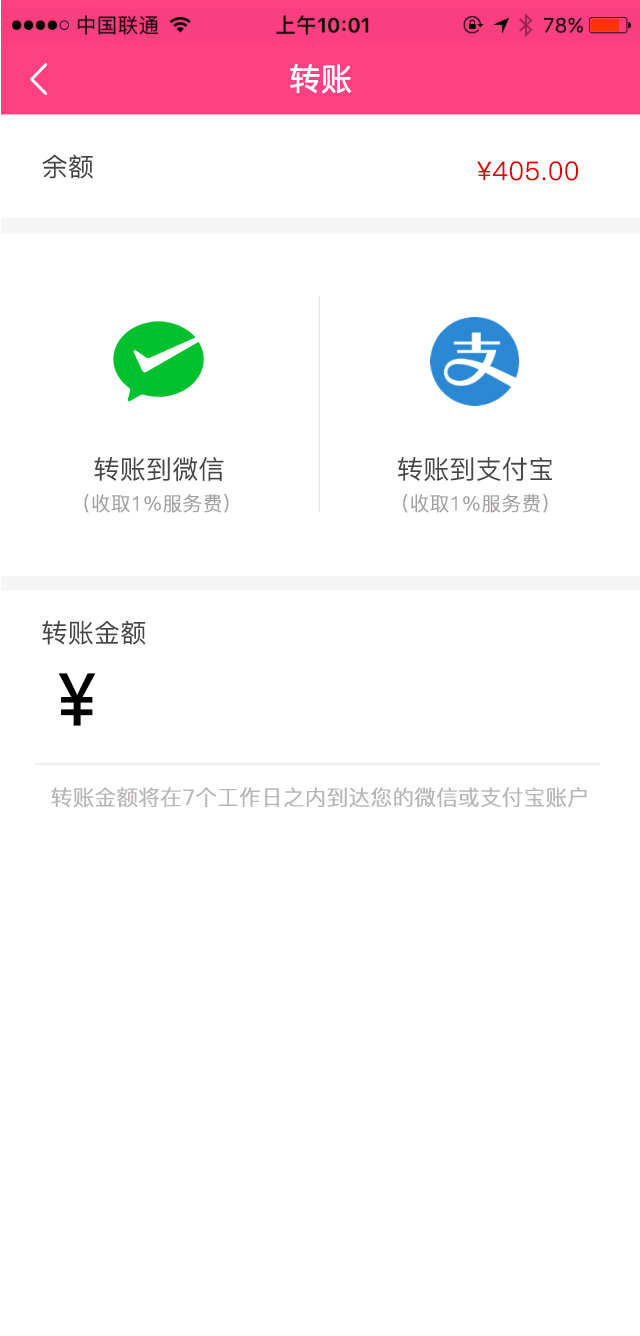 中国联通 上午10:01 78%
转账
余额 ¥405.00
支
转账到微信 转账到支付宝
(收取1%服务费) (收取1%服务费)
转账金额
¥
转账金额将在7个工作日之内到达您的微信或支付宝账户